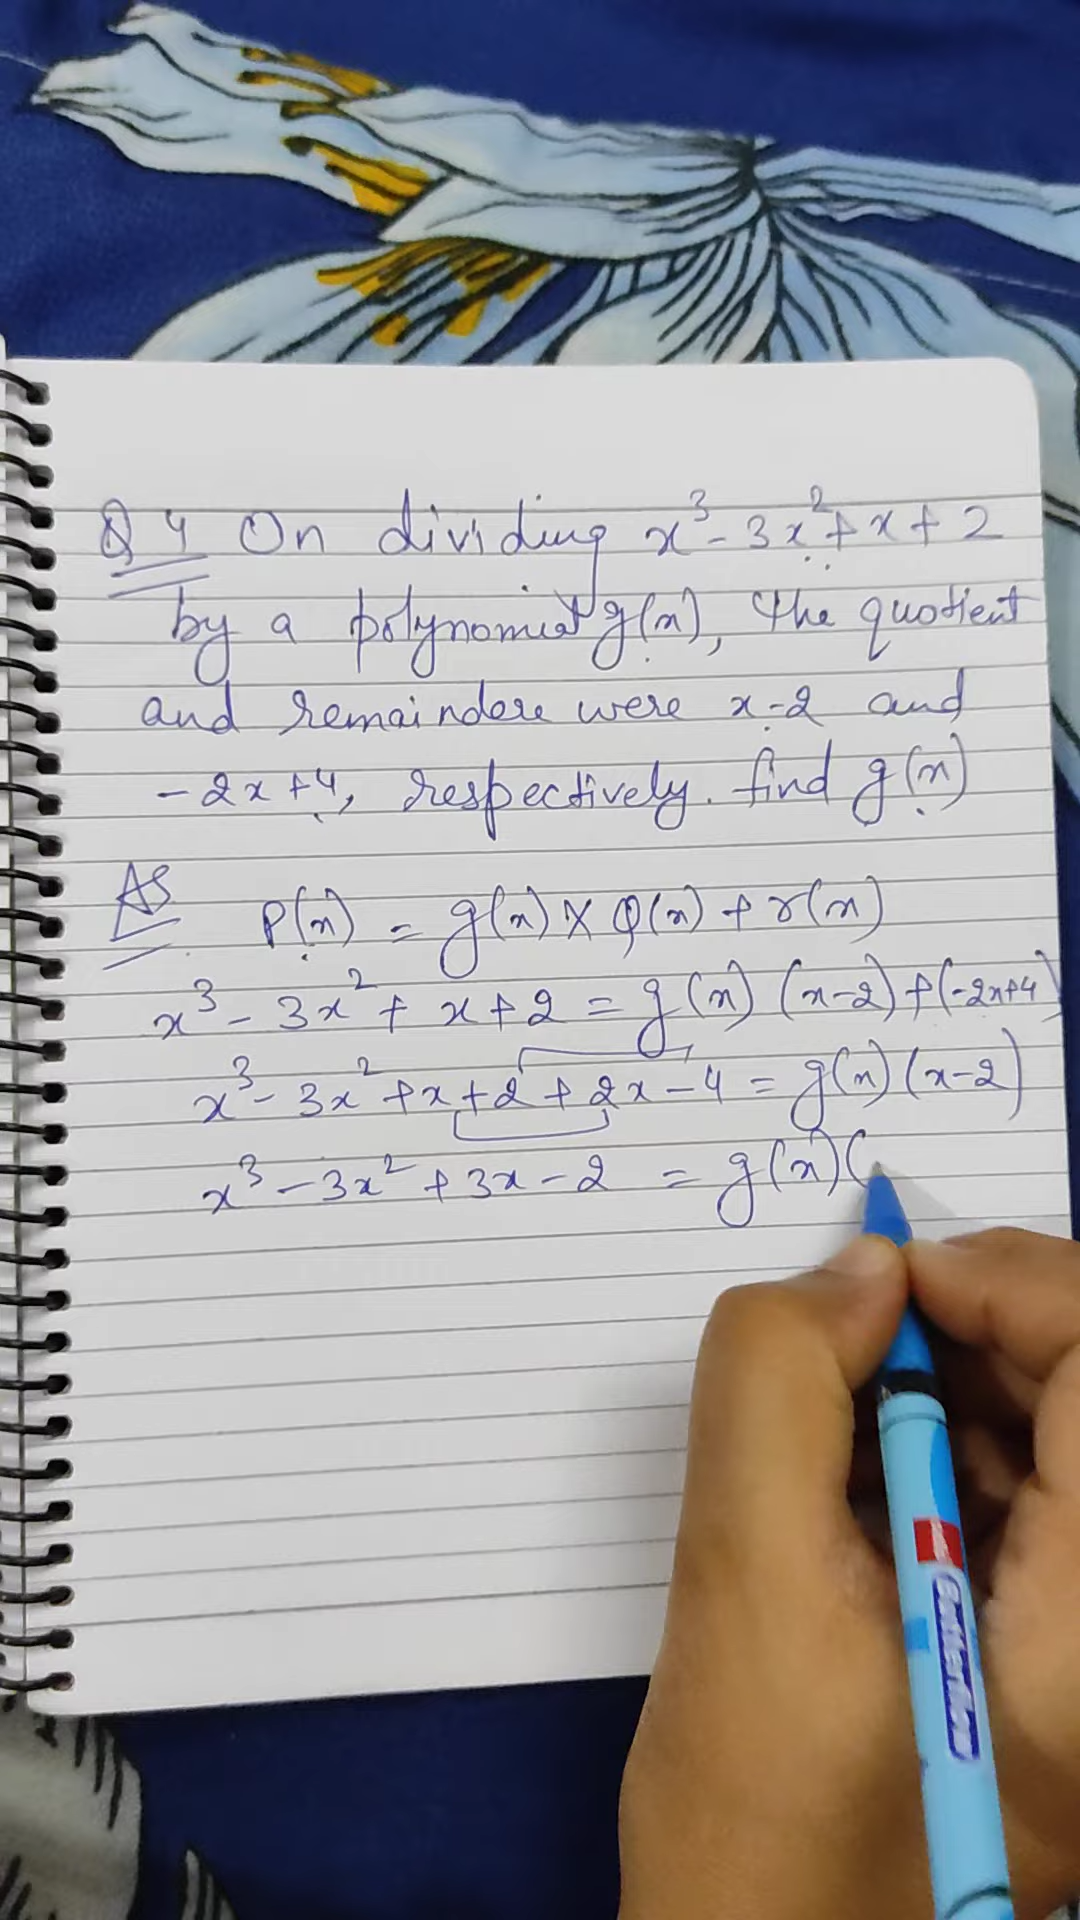 Q 4 On dividing x³ - 3x² + x + 2
by a polynomial g(x), the quotient
and remaindere were x-2 and
-2x+4, respectively. find g(x)
AS
P(x) = g(x) X Q(x) + r(x)
x³ - 3x² + x + 2 = g(x) (x-2) + (-2x+4)
x³ - 3x² + x + 2 + 2x - 4 = g(x) (x-2)
x³ - 3x² + 3x - 2 = g(x) (